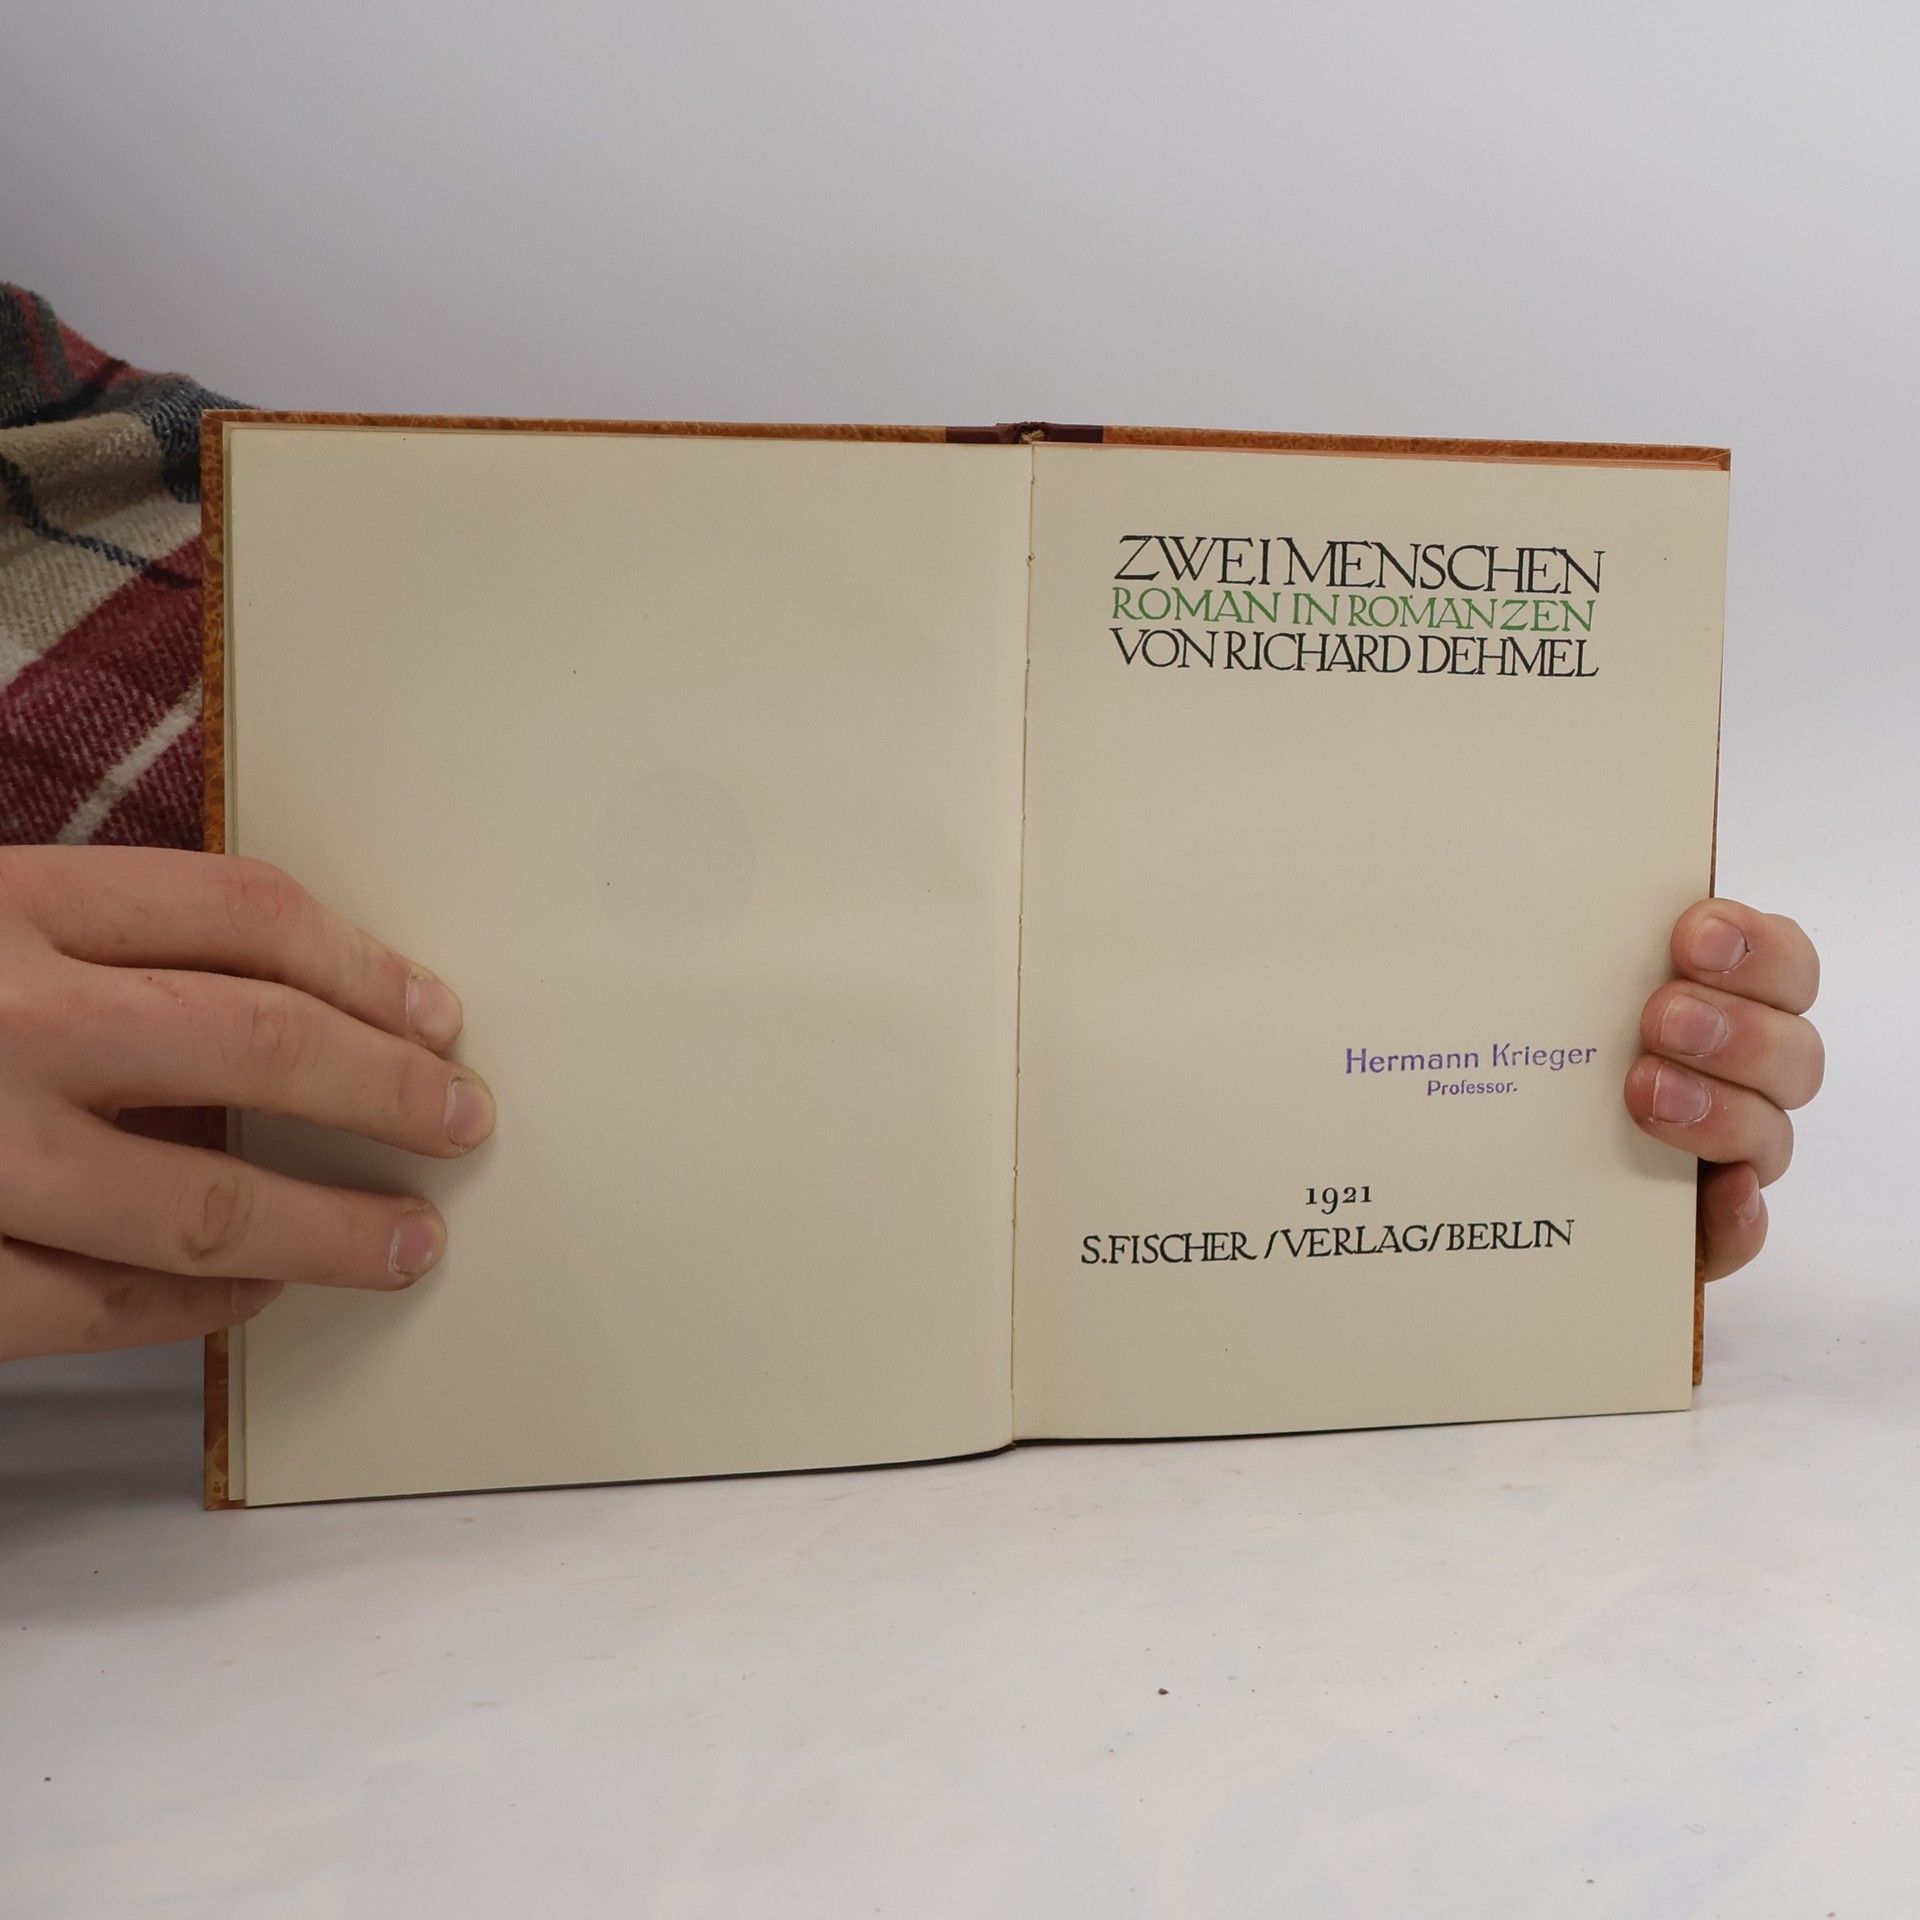 ZWEI MENSCHEN
ROMAN IN ROMANZEN
VON RICHARD DEHMEL
Hermann Krieger
Professor.
1921
S. FISCHER / VERLAG / BERLIN